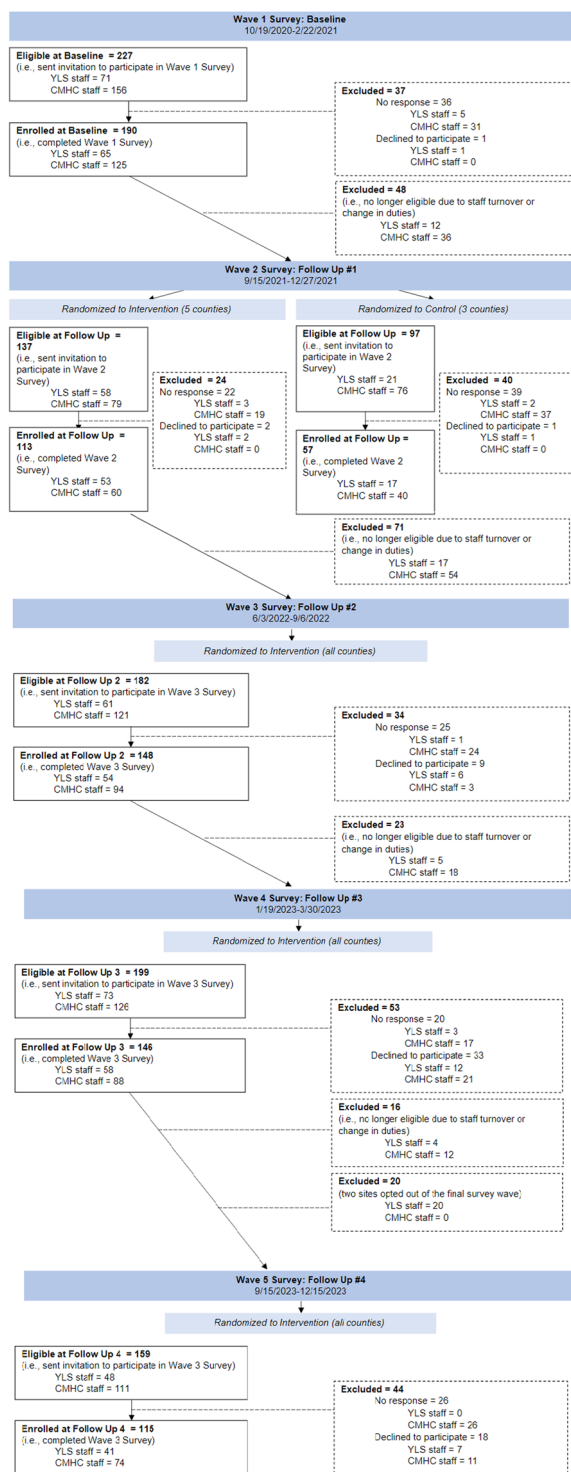 Wave 1 Survey: Baseline
10/19/2020-2/22/2021
Eligible at Baseline = 227
(i.e., sent invitation to participate in Wave 1 Survey)
YLS staff = 71
CMHC staff = 156
Excluded = 37
No response = 36
YLS staff = 5
CMHC staff = 31
Declined to participate = 1
YLS staff = 1
CMHC staff = 0
Enrolled at Baseline = 190
(i.e., completed Wave 1 Survey)
YLS staff = 65
CMHC staff = 125
Excluded = 48
(i.e., no longer eligible due to staff turnover or
change in duties)
YLS staff = 12
CMHC staff = 36
Wave 2 Survey: Follow Up #1
9/15/2021-12/27/2021
Randomized to Intervention (5 counties)
Randomized to Control (3 counties)
Eligible at Follow Up =
137
(i.e., sent invitation to
participate in Wave 2
Survey)
YLS staff = 58
CMHC staff = 79
Excluded = 24
No response = 22
YLS staff = 3
CMHC staff = 19
Declined to participate = 2
YLS staff = 2
CMHC staff = 0
Enrolled at Follow Up =
113
(i.e., completed Wave 2
Survey)
YLS staff = 53
CMHC staff = 60
Eligible at Follow Up = 97
(i.e., sent invitation to
participate in Wave 2
Survey)
YLS staff = 21
CMHC staff = 76
Excluded = 40
No response = 39
YLS staff = 2
CMHC staff = 37
Declined to participate = 1
YLS staff = 1
CMHC staff = 0
Enrolled at Follow Up =
57
(i.e., completed Wave 2
Survey)
YLS staff = 17
CMHC staff = 40
Excluded = 71
(i.e., no longer eligible due to staff turnover or
change in duties)
YLS staff = 17
CMHC staff = 54
Wave 3 Survey: Follow Up #2
6/3/2022-9/6/2022
Randomized to Intervention (all counties)
Eligible at Follow Up 2 = 182
(i.e., sent invitation to participate in Wave 3 Survey)
YLS staff = 61
CMHC staff = 121
Excluded = 34
No response = 25
YLS staff = 1
CMHC staff = 24
Declined to participate = 9
YLS staff = 6
CMHC staff = 3
Enrolled at Follow Up 2 = 148
(i.e., completed Wave 3 Survey)
YLS staff = 54
CMHC staff = 94
Excluded = 23
(i.e., no longer eligible due to staff turnover or
change in duties)
YLS staff = 5
CMHC staff = 18
Wave 4 Survey: Follow Up #3
1/19/2023-3/30/2023
Randomized to Intervention (all counties)
Eligible at Follow Up 3 = 199
(i.e., sent invitation to participate in Wave 3 Survey)
YLS staff = 73
CMHC staff = 126
Excluded = 53
No response = 20
YLS staff = 3
CMHC staff = 17
Declined to participate = 33
YLS staff = 12
CMHC staff = 21
Enrolled at Follow Up 3 = 146
(i.e., completed Wave 3 Survey)
YLS staff = 58
CMHC staff = 88
Excluded = 16
(i.e., no longer eligible due to staff turnover or
change in duties)
YLS staff = 4
CMHC staff = 12
Excluded = 20
(two sites opted out of the final survey wave)
YLS staff = 20
CMHC staff = 0
Wave 5 Survey: Follow Up #4
9/15/2023-12/15/2023
Randomized to Intervention (all counties)
Eligible at Follow Up 4 = 159
(i.e., sent invitation to participate in Wave 3 Survey)
YLS staff = 48
CMHC staff = 111
Excluded = 44
No response = 26
YLS staff = 0
CMHC staff = 26
Declined to participate = 18
YLS staff = 7
CMHC staff = 11
Enrolled at Follow Up 4 = 115
(i.e., completed Wave 3 Survey)
YLS staff = 41
CMHC staff = 74